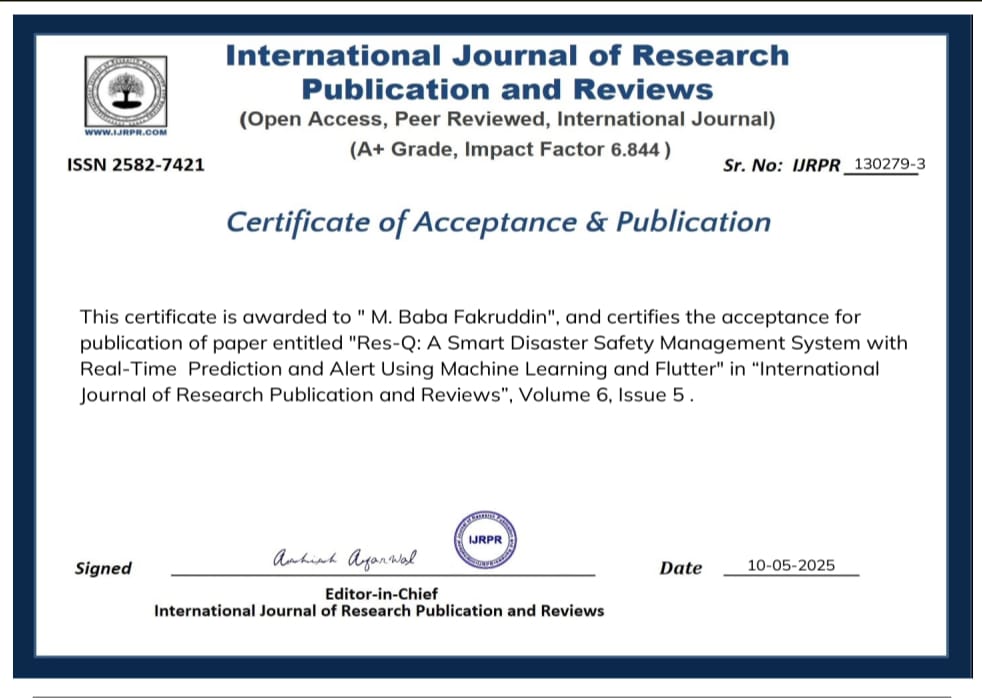 International Journal of Research
Publication and Reviews
(Open Access, Peer Reviewed, International Journal)
(A+ Grade, Impact Factor 6.844 )
WWW.IJRPR.COM
ISSN 2582-7421
Sr. No: IJRPR 130279-3
Certificate of Acceptance & Publication
This certificate is awarded to " M. Baba Fakruddin", and certifies the acceptance for
publication of paper entitled "Res-Q: A Smart Disaster Safety Management System with
Real-Time Prediction and Alert Using Machine Learning and Flutter" in “International
Journal of Research Publication and Reviews”, Volume 6, Issue 5 .
IJRPR
Signed
Date 10-05-2025
Editor-in-Chief
International Journal of Research Publication and Reviews